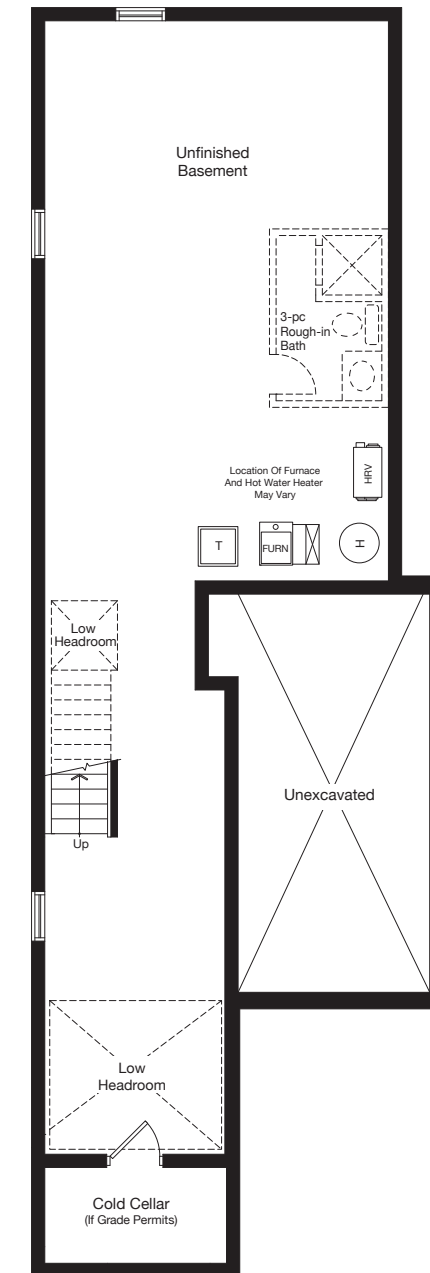 Unfinished
Basement
3-pc
Rough-in
Bath
HRV
Location Of Furnace
And Hot Water Heater
May Vary
T
FURN
H
Low
Headroom
Unexcavated
Up
Low
Headroom
Cold Cellar
(If Grade Permits)